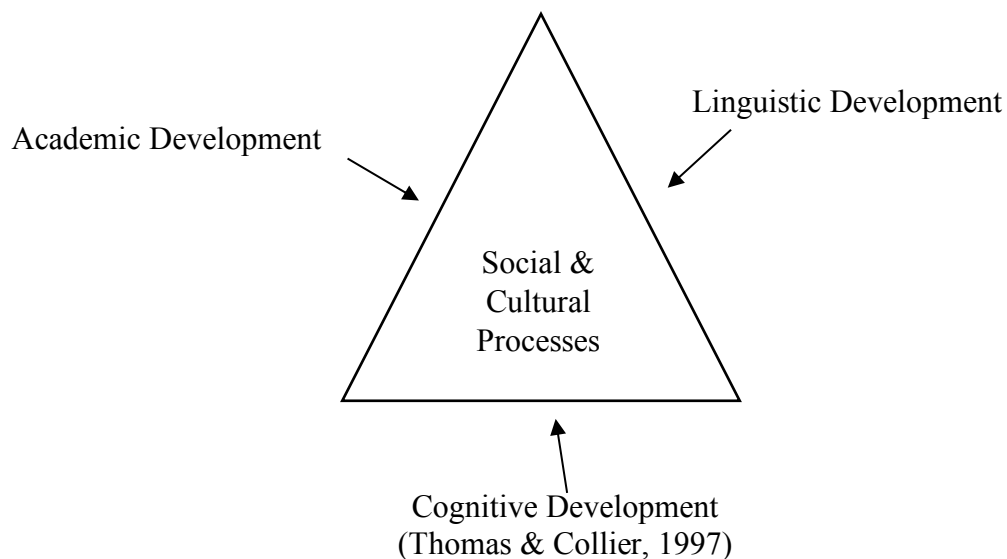 Linguistic Development
Academic Development
Social &
Cultural
Processes
Cognitive Development
(Thomas & Collier, 1997)